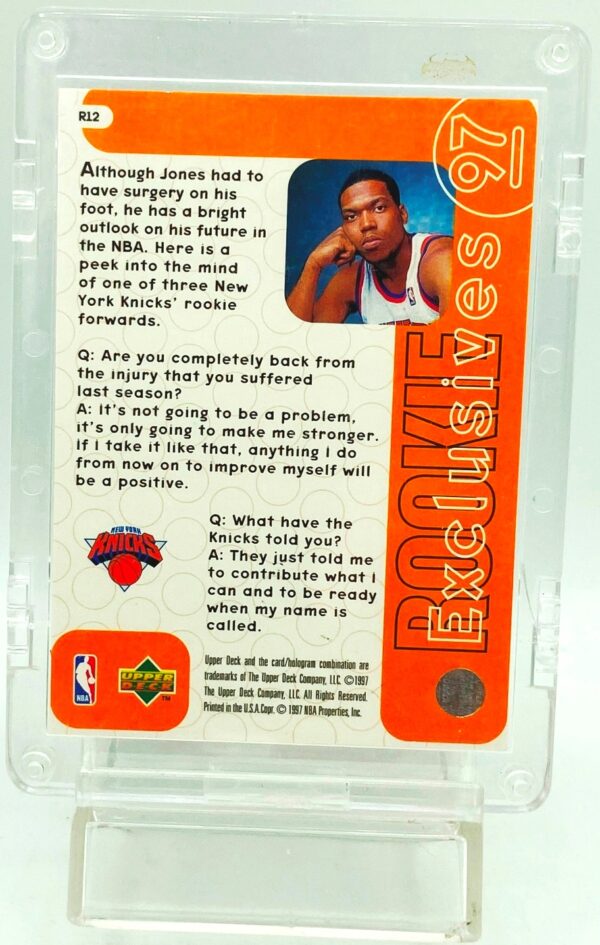 R12
Although Jones had to
have surgery on his
foot, he has a bright
outlook on his future in
the NBA. Here is a
peek into the mind
of one of three New
York Knicks' rookie
forwards.
Q: Are you completely back from
the injury that you suffered
last season?
A: It's not going to be a problem,
it's only going to make me stronger.
If I take it like that, anything I do
from now on to improve myself will
be a positive.
Q: What have the
Knicks told you?
A: They just told me
to contribute what I
can and to be ready
when my name is
called.
NEW YORK
KNICKS
NBA
UPPER
DECK
TM
Upper Deck and the card/hologram combination are
trademarks of The Upper Deck Company, LLC. ©1997
The Upper Deck Company, LLC. All Rights Reserved.
Printed in the U.S.A. Copr. © 1997 NBA Properties, Inc.
ROOKIE
Exclusives 97